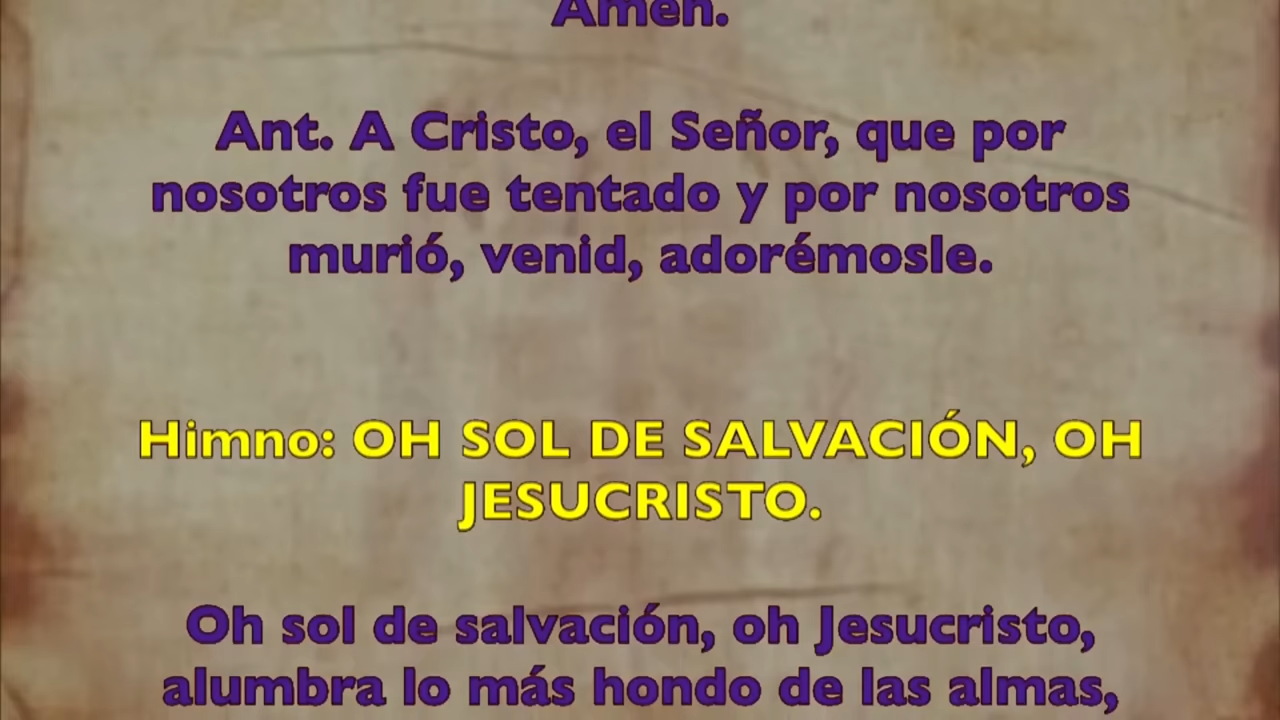 Amén.
Ant. A Cristo, el Señor, que por
nosotros fue tentado y por nosotros
murió, venid, adorémosle.
Himno: OH SOL DE SALVACIÓN, OH
JESUCRISTO.
Oh sol de salvación, oh Jesucristo,
alumbra lo más hondo de las almas,